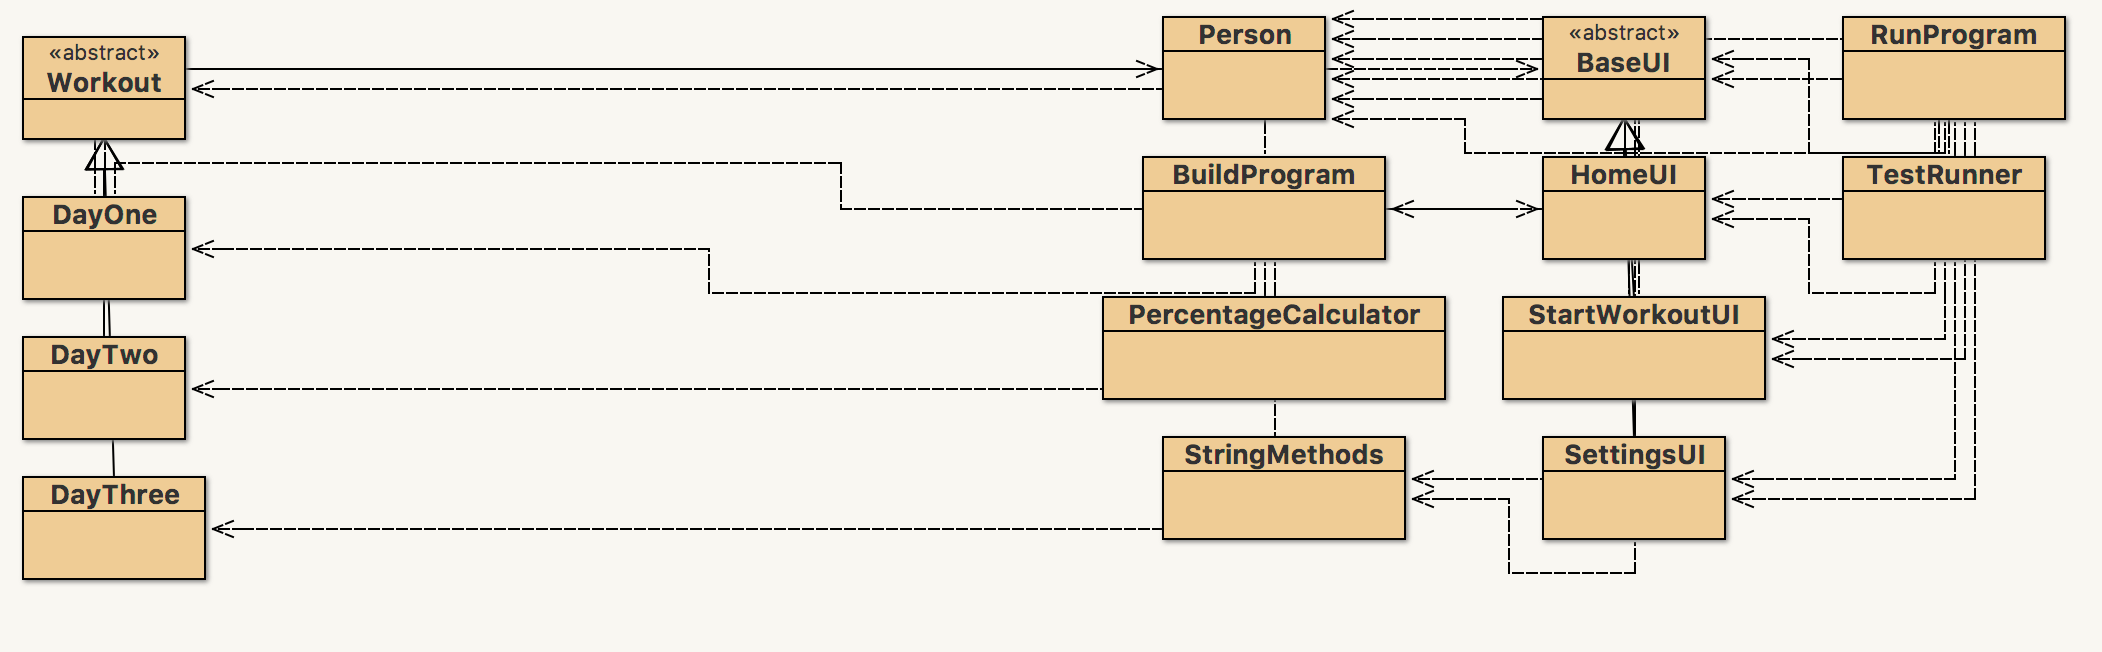 «abstract»
Workout
Person
«abstract»
BaseUI
RunProgram
DayOne
BuildProgram
HomeUI
TestRunner
DayTwo
PercentageCalculator
StartWorkoutUI
DayThree
StringMethods
SettingsUI